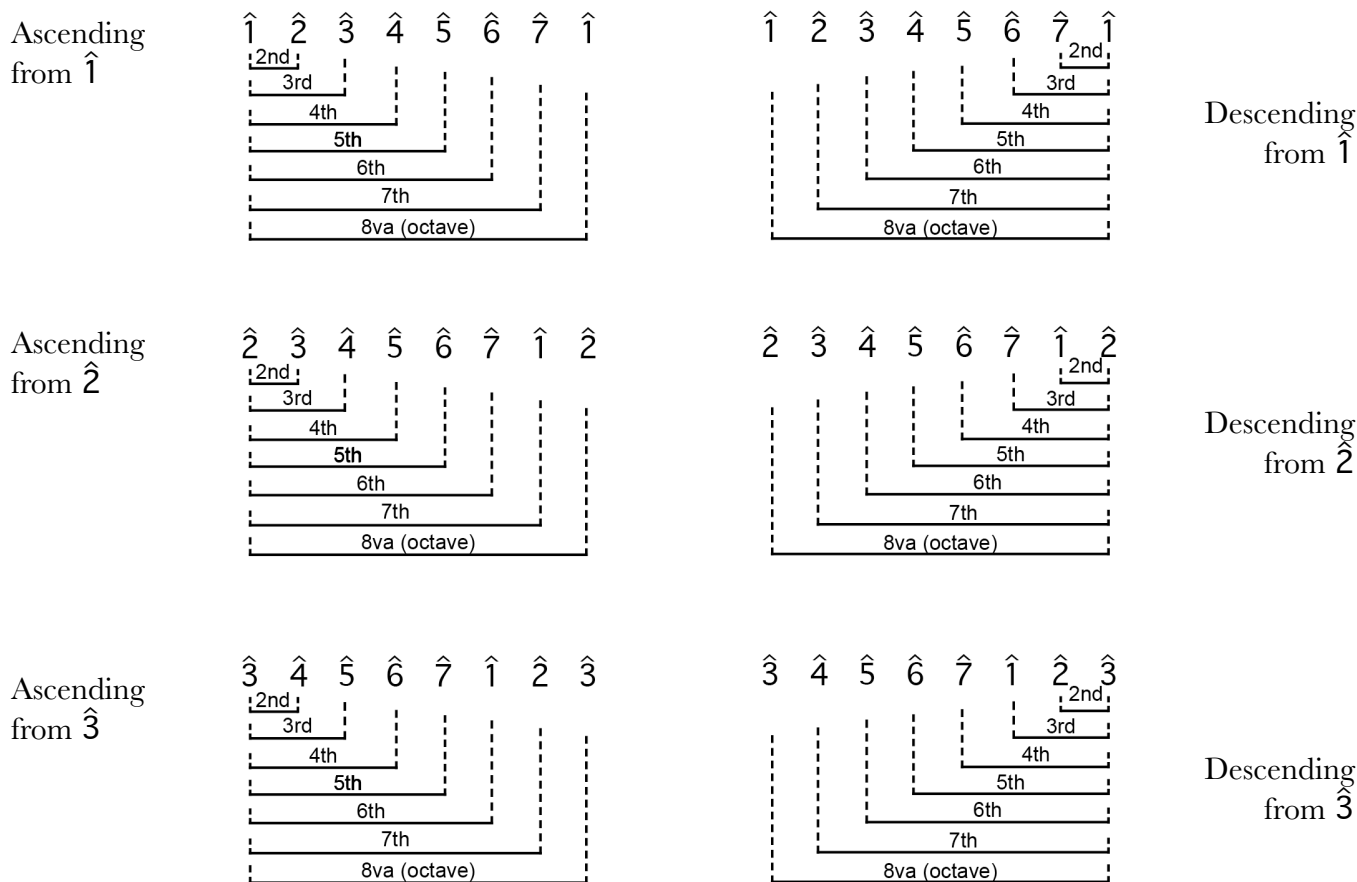 Ascending
from 1̂
1̂ 2̂ 3̂ 4̂ 5̂ 6̂ 7̂ 1̂
2nd
3rd
4th
5th
6th
7th
8va (octave)
1̂ 2̂ 3̂ 4̂ 5̂ 6̂ 7̂ 1̂
2nd
3rd
4th
5th
6th
7th
8va (octave)
Descending
from 1̂
Ascending
from 2̂
2̂ 3̂ 4̂ 5̂ 6̂ 7̂ 1̂ 2̂
2nd
3rd
4th
5th
6th
7th
8va (octave)
2̂ 3̂ 4̂ 5̂ 6̂ 7̂ 1̂ 2̂
2nd
3rd
4th
5th
6th
7th
8va (octave)
Descending
from 2̂
Ascending
from 3̂
3̂ 4̂ 5̂ 6̂ 7̂ 1̂ 2̂ 3̂
2nd
3rd
4th
5th
6th
7th
8va (octave)
3̂ 4̂ 5̂ 6̂ 7̂ 1̂ 2̂ 3̂
2nd
3rd
4th
5th
6th
7th
8va (octave)
Descending
from 3̂